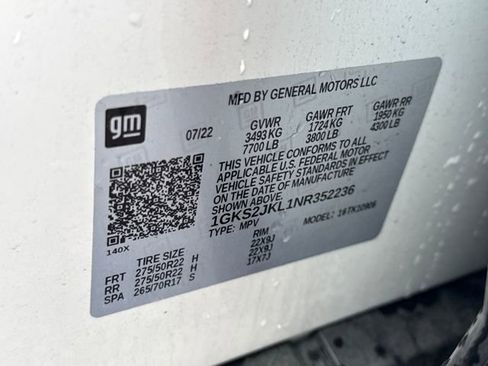 gm
MFD BY GENERAL MOTORS LLC
07/22 GVWR GAWR FRT GAWR RR
3493 KG 1724 KG 1950 KG
7700 LB 3800 LB 4300 LB
THIS VEHICLE CONFORMS TO ALL
APPLICABLE U.S. FEDERAL MOTOR
VEHICLE SAFETY STANDARDS IN EFFECT
ON THE DATE OF MANUFACTURE
SHOWN ABOVE.
1GKS2JKL1NR352236
TYPE: MPV MODEL: 16TK10906
140X
TIRE SIZE RIM
FRT 275/50R22 H 22X9J
RR 275/50R22 H 22X9J
SPA 265/70R17 S 17X7J